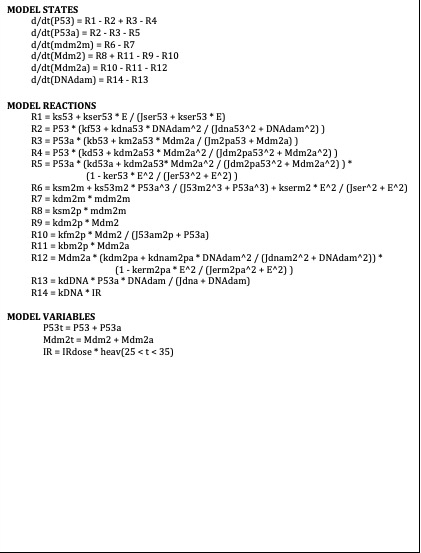 MODEL STATES
d/dt(P53) = R1 - R2 + R3 - R4
d/dt(P53a) = R2 - R3 - R5
d/dt(mdm2m) = R6 - R7
d/dt(Mdm2) = R8 + R11 - R9 - R10
d/dt(Mdm2a) = R10 - R11 - R12
d/dt(DNAdam) = R14 - R13
MODEL REACTIONS
R1 = ks53 + kser53 * E / (Jser53 + kser53 * E)
R2 = P53 * (kf53 + kdna53 * DNAdam^2 / (Jdna53^2 + DNAdam^2) )
R3 = P53a * (kb53 + km2a53 * Mdm2a / (Jm2pa53 + Mdm2a) )
R4 = P53 * (kd53 + kdm2a53 * Mdm2a^2 / (Jdm2pa53^2 + Mdm2a^2) )
R5 = P53a * (kd53a + kdm2a53a * Mdm2a^2 / (Jdm2pa53^2 + Mdm2a^2) ) *
(1 - ker53 * E^2 / (Jer53^2 + E^2) )
R6 = ksm2m + ks53m2 * P53a^3 / (J53m2^3 + P53a^3) + kserm2 * E^2 / (Jser^2 + E^2)
R7 = kdm2m * mdm2m
R8 = ksm2p * mdm2m
R9 = kdm2p * Mdm2
R10 = kfm2p * Mdm2 / (J53am2p + P53a)
R11 = kbm2p * Mdm2a
R12 = Mdm2a * (kdm2pa + kdnam2pa * DNAdam^2 / (Jdnam2^2 + DNAdam^2)) *
(1 - kerm2pa * E^2 / (Jerm2pa^2 + E^2) )
R13 = kdDNA * P53a * DNAdam / (Jdna + DNAdam)
R14 = kDNA * IR
MODEL VARIABLES
P53t = P53 + P53a
Mdm2t = Mdm2 + Mdm2a
IR = IRdose * heav(25 < t < 35)